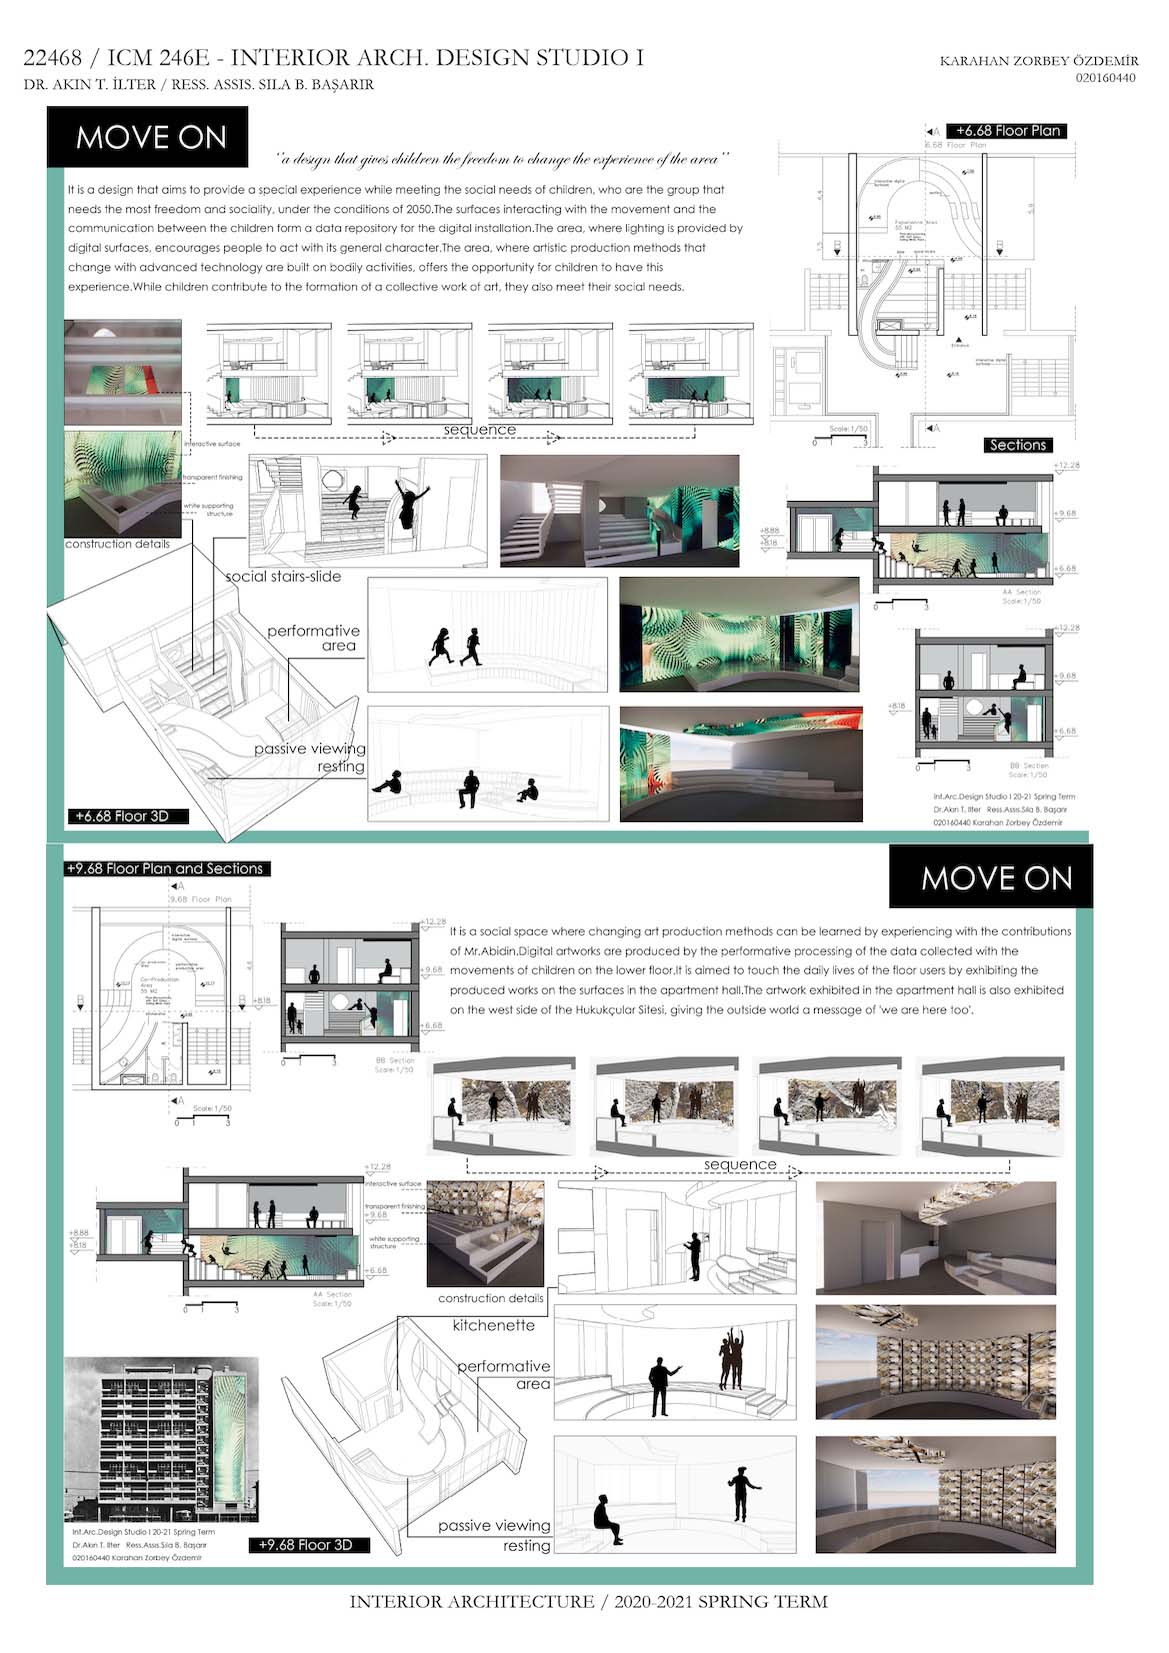 22468 / ICM 246E - INTERIOR ARCH. DESIGN STUDIO I
DR. AKIN T. İLTER / RESS. ASSIS. SILA B. BAŞARIR
KARAHAN ZORBEY ÖZDEMİR
020160440
MOVE ON
''a design that gives children the freedom to change the experience of the area''
It is a design that aims to provide a special experience while meeting the social needs of children, who are the group that
needs the most freedom and sociality, under the conditions of 2050.The surfaces interacting with the movement and the
communication between the children form a data repository for the digital installation.The area, where lighting is provided by
digital surfaces, encourages people to act with its general character.The area, where artistic production methods that
change with advanced technology are built on bodily activities, offers the opportunity for children to have this
experience.While children contribute to the formation of a collective work of art, they also meet their social needs.
A
+6.68 Floor Plan
6.68 Floor Plan
Entrance
Scale:1/50
0 1 3
A
sequence
interactive surface
transparent finishing
white supporting
structure
construction details
social stairs-slide
performative
area
passive viewing
resting
+6.68 Floor 3D
Sections
+12.28
+9.68
+8.88
+8.18
+6.68
AA Section
Scale:1/50
0 1 3
+12.28
+9.68
+8.18
+6.68
BB Section
Scale:1/50
0 1 3
Int.Arc.Design Studio I 20-21 Spring Term
Dr.Akın T. Ilter Ress.Assis.Sıla B. Başarır
020160440 Karahan Zorbey Özdemir
+9.68 Floor Plan and Sections
MOVE ON
A
9.68 Floor Plan
Co-Production
Area
55 M2
A
Scale:1/50
0 1 3
+12.28
+9.68
+8.18
+6.68
BB Section
Scale:1/50
0 1 3
It is a social space where changing art production methods can be learned by experiencing with the contributions
of Mr.Abidin.Digital artworks are produced by the performative processing of the data collected with the
movements of children on the lower floor.It is aimed to touch the daily lives of the floor users by exhibiting the
produced works on the surfaces in the apartment hall.The artwork exhibited in the apartment hall is also exhibited
on the west side of the Hukukçular Sitesi, giving the outside world a message of 'we are here too'.
sequence
+12.28
+9.68
+8.88
+8.18
+6.68
AA Section
Scale:1/50
0 1 3
interactive surface
transparent finishing
white supporting
structure
construction details
kitchenette
performative
area
passive viewing
resting
+9.68 Floor 3D
Int.Arc.Design Studio I 20-21 Spring Term
Dr.Akın T. Ilter Ress.Assis.Sıla B. Başarır
020160440 Karahan Zorbey Özdemir
INTERIOR ARCHITECTURE / 2020-2021 SPRING TERM